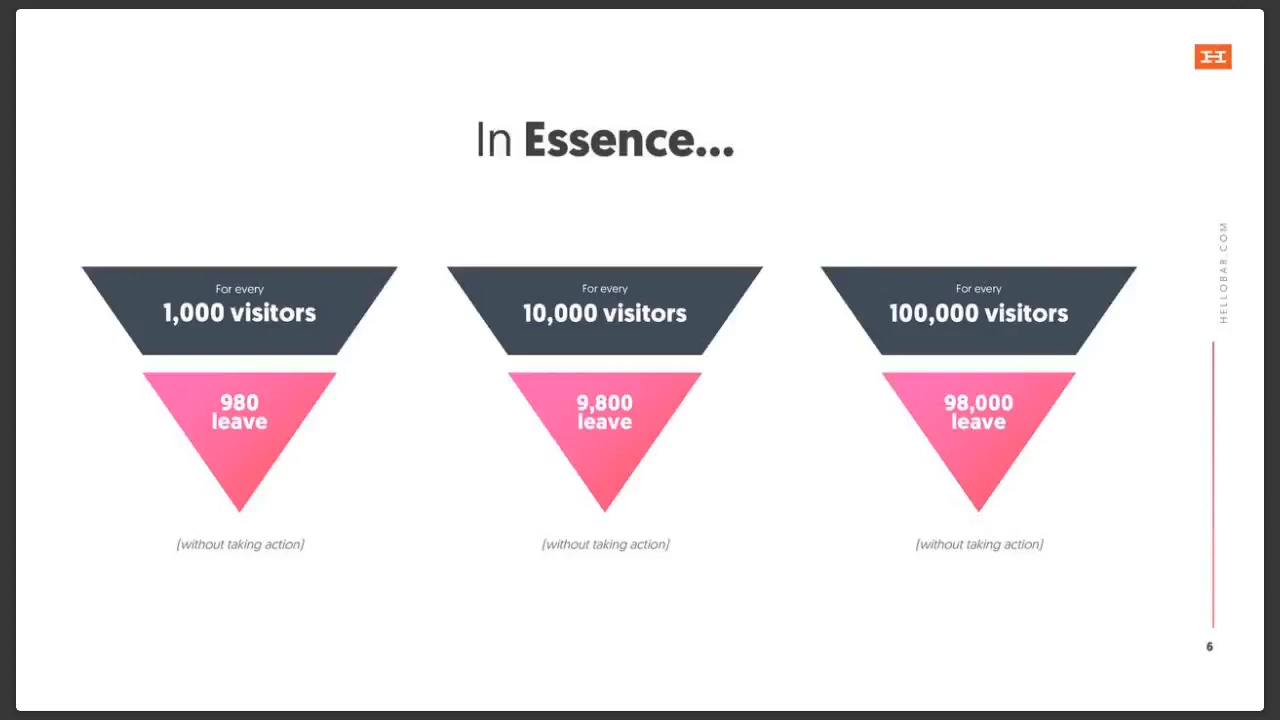 In Essence...
For every
1,000 visitors
980
leave
(without taking action)
For every
10,000 visitors
9,800
leave
(without taking action)
For every
100,000 visitors
98,000
leave
(without taking action)
HELLOBAR.COM
6